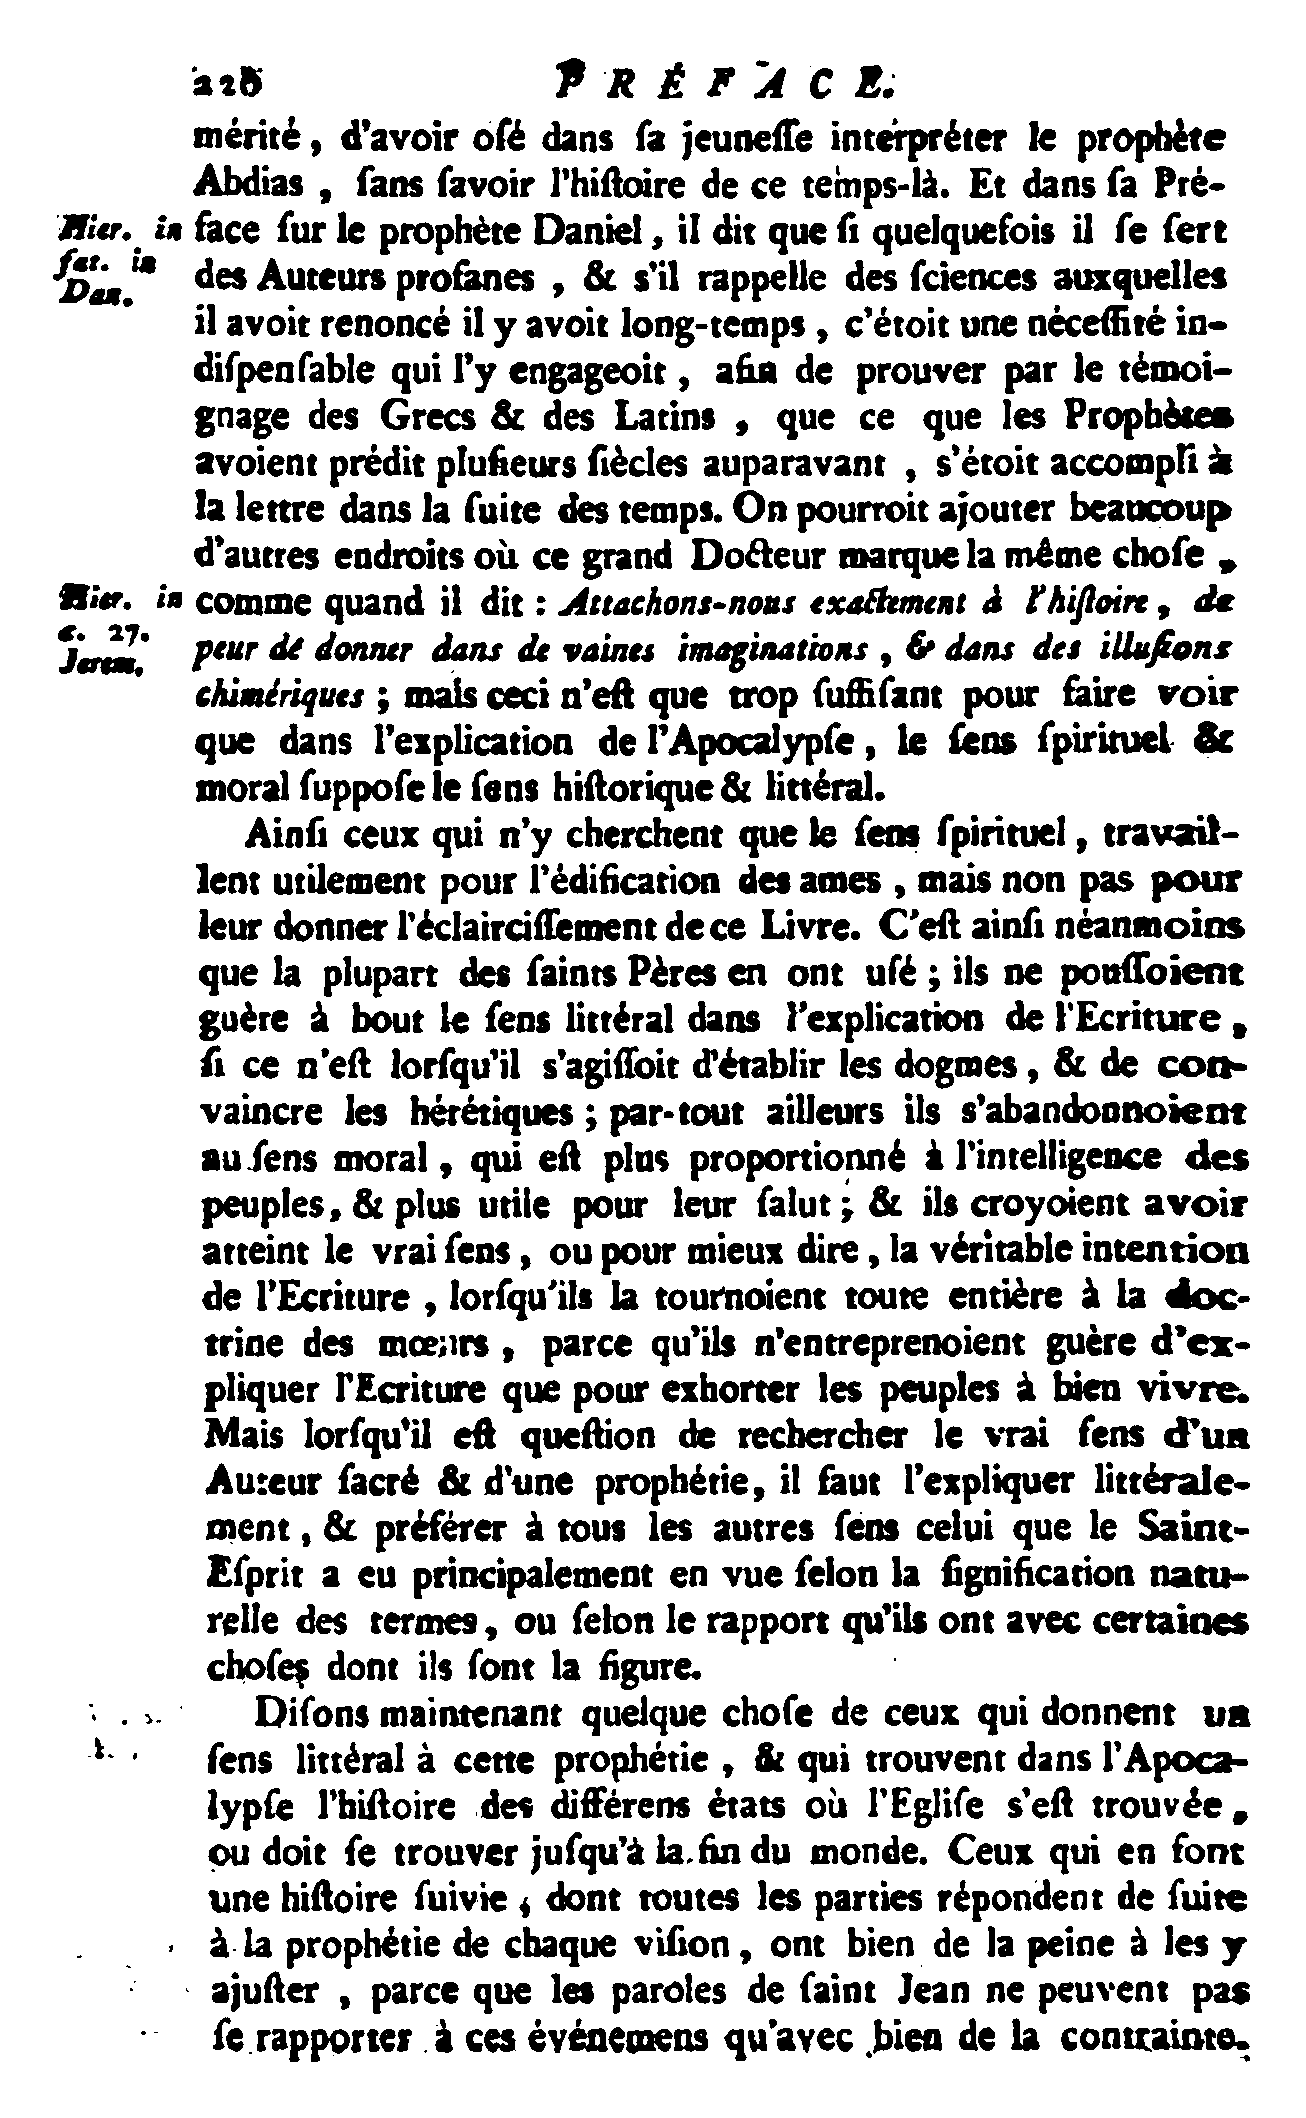 220 PRÉFACE.
mérité, d'avoir oſé dans ſa jeuneſſe interpréter le prophète
Abdias, ſans ſavoir l'hiſtoire de ce temps-là. Et dans ſa Pré-
Hier. in face ſur le prophète Daniel, il dit que ſi quelquefois il ſe ſert
Dan. des Auteurs profanes, & s'il rappelle des ſciences auxquelles
il avoit renoncé il y avoit long-temps, c'étoit une néceſſité in-
diſpenſable qui l'y engageoit, afin de prouver par le témoi-
gnage des Grecs & des Latins, que ce que les Prophètes
avoient prédit pluſieurs ſiècles auparavant, s'étoit accompli à
la lettre dans la ſuite des temps. On pourroit ajouter beaucoup
d'autres endroits où ce grand Docteur marque la même choſe,
Hier. in comme quand il dit : Attachons-nous exactement à l'hiſtoire, de
c. 27. peur de donner dans de vaines imaginations, & dans des illuſions
Jerem. chimériques ; mais ceci n'eſt que trop ſuffiſant pour faire voir
que dans l'explication de l'Apocalypſe, le ſens ſpirituel &
moral ſuppoſe le ſens hiſtorique & littéral.
Ainſi ceux qui n'y cherchent que le ſens ſpirituel, travail-
lent utilement pour l'édification des ames, mais non pas pour
leur donner l'éclairciſſement de ce Livre. C'eſt ainſi néanmoins
que la plupart des ſaints Pères en ont uſé ; ils ne pouſſoient
guère à bout le ſens littéral dans l'explication de l'Ecriture,
ſi ce n'eſt lorſqu'il s'agiſſoit d'établir les dogmes, & de con-
vaincre les hérétiques ; par-tout ailleurs ils s'abandonnoient
au ſens moral, qui eſt plus proportionné à l'intelligence des
peuples, & plus utile pour leur ſalut ; & ils croyoient avoir
atteint le vrai ſens, ou pour mieux dire, la véritable intention
de l'Ecriture, lorſqu'ils la tournoient toute entière à la doc-
trine des mœurs, parce qu'ils n'entreprenoient guère d'ex-
pliquer l'Ecriture que pour exhorter les peuples à bien vivre.
Mais lorſqu'il eſt queſtion de rechercher le vrai ſens d'un
Auteur ſacré & d'une prophétie, il faut l'expliquer littérale-
ment, & préférer à tous les autres ſens celui que le Saint-
Eſprit a eu principalement en vue ſelon la ſignification natu-
relle des termes, ou ſelon le rapport qu'ils ont avec certaines
choſes dont ils ſont la figure.
Diſons maintenant quelque choſe de ceux qui donnent un
ſens littéral à cette prophétie, & qui trouvent dans l'Apoca-
lypſe l'hiſtoire des différens états où l'Egliſe s'eſt trouvée,
ou doit ſe trouver juſqu'à la fin du monde. Ceux qui en font
une hiſtoire ſuivie, dont toutes les parties répondent de ſuite
à la prophétie de chaque viſion, ont bien de la peine à les y
ajuſter, parce que les paroles de ſaint Jean ne peuvent pas
ſe rapporter à ces événemens qu'avec bien de la contrainte.